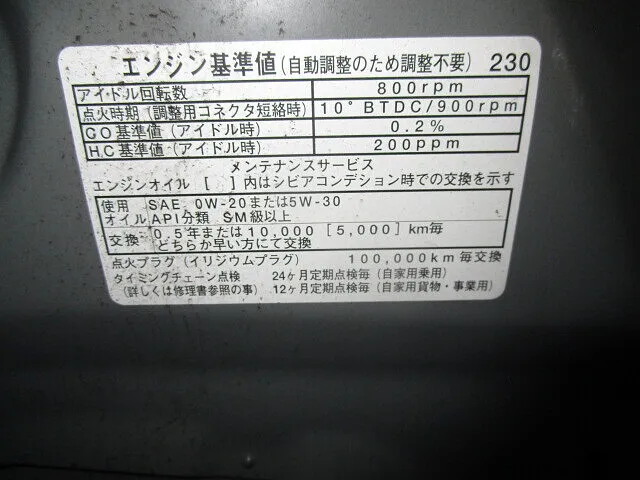 エンジン基準値(自動調整のため調整不要) 230
アイドル回転数 800rpm
点火時期(調整用コネクタ短絡時) 10°BTDC/900rpm
CO基準値(アイドル時) 0.2%
HC基準値(アイドル時) 200ppm
メンテナンスサービス
エンジンオイル [ ] 内はシビアコンデション時での交換を示す
使用 SAE 0W-20または5W-30
オイル API分類 SM級以上
交換 0.5年または10,000 [5,000] km毎
どちらか早い方にて交換
点火プラグ(イリジウムプラグ) 100,000km毎交換
タイミングチェーン点検 24ヶ月定期点検毎(自家用乗用)
(詳しくは修理書参照の事) 12ヶ月定期点検毎(自家用貨物・事業用)